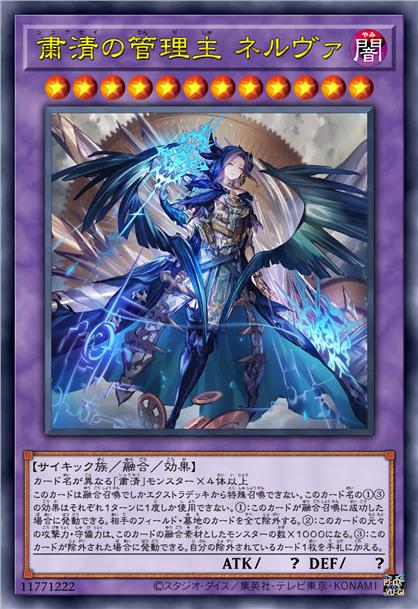 シュクセイ かんりしゅ
粛清の管理主 ネルヴァ
やみ
闇
【サイキック族／融合／効果】
カード名が異なる「粛清」モンスター×４体以上
このカードは融合召喚でしかエクストラデッキから特殊召喚できない。このカード名の①③
の効果はそれぞれ１ターンに１度しか使用できない。①：このカードが融合召喚に成功した
場合に発動できる。相手のフィールド・墓地のカードを全て除外する。②：このカードの元々
の攻撃力・守備力は、このカードの融合素材としたモンスターの数×1000になる。③：こ
のカードが除外された場合に発動できる。自分の除外されているカード１枚を手札に加える。
ATK/ ? DEF/ ?
11771222 ©スタジオ・ダイス／集英社・テレビ東京・KONAMI